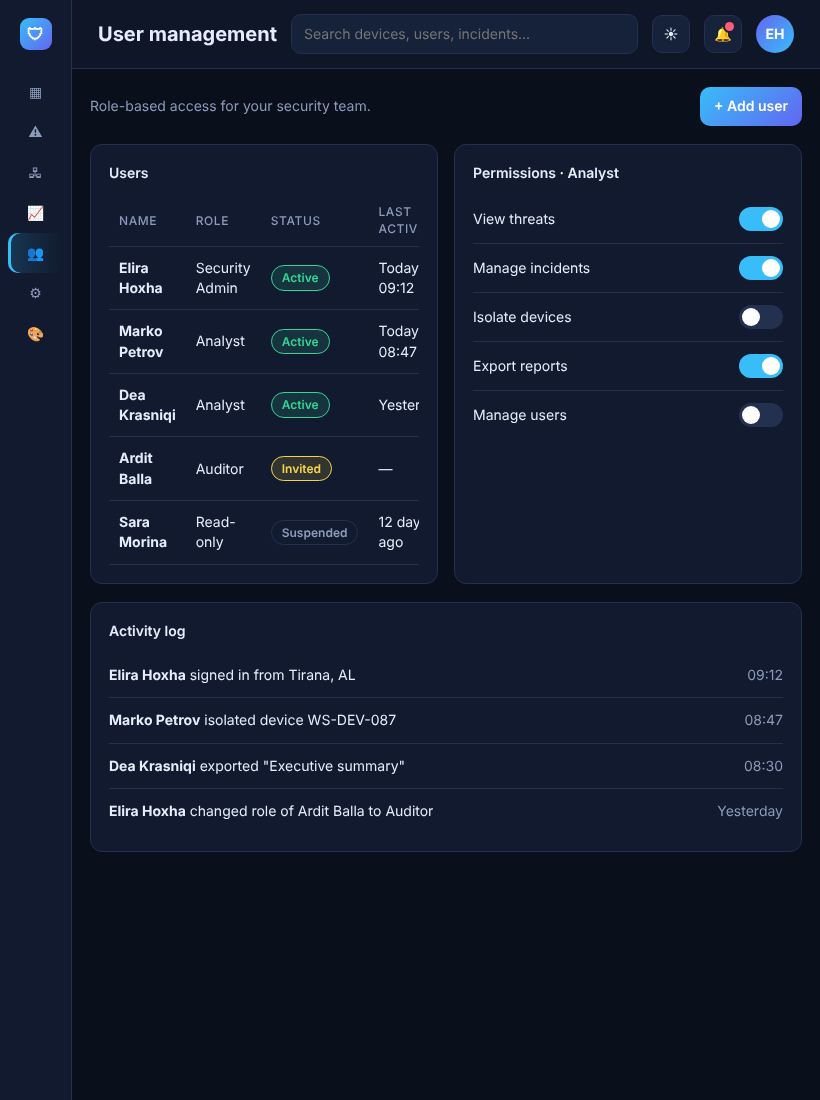 User management
Search devices, users, incidents...
EH
Role-based access for your security team.
+ Add user
Users
NAME ROLE STATUS LAST
ACTIV
Elira
Hoxha
Security
Admin
Active
Today
09:12
Marko
Petrov
Analyst
Active
Today
08:47
Dea
Krasniqi
Analyst
Active
Yester
Ardit
Balla
Auditor
Invited
—
Sara
Morina
Read-
only
Suspended
12 day
ago
Permissions · Analyst
View threats
Manage incidents
Isolate devices
Export reports
Manage users
Activity log
Elira Hoxha signed in from Tirana, AL 09:12
Marko Petrov isolated device WS-DEV-087 08:47
Dea Krasniqi exported "Executive summary" 08:30
Elira Hoxha changed role of Ardit Balla to Auditor Yesterday